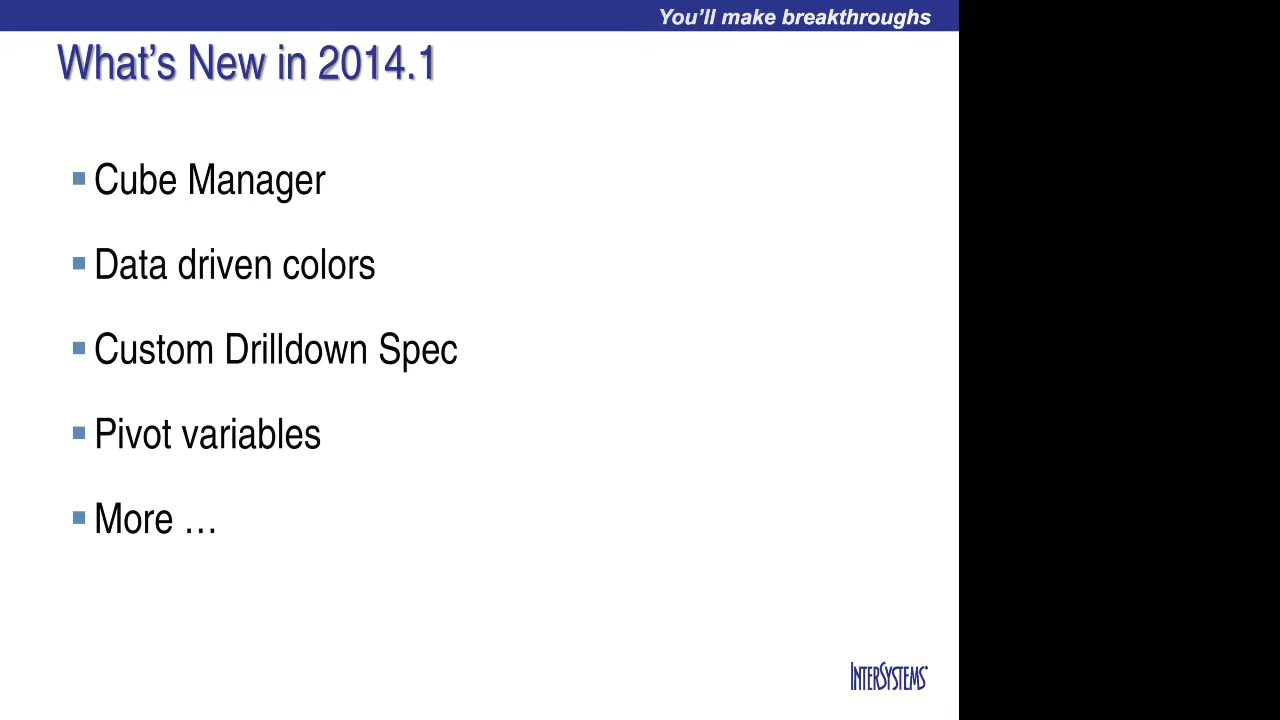 You'll make breakthroughs
What's New in 2014.1
Cube Manager
Data driven colors
Custom Drilldown Spec
Pivot variables
More …
INTERSYSTEMS®